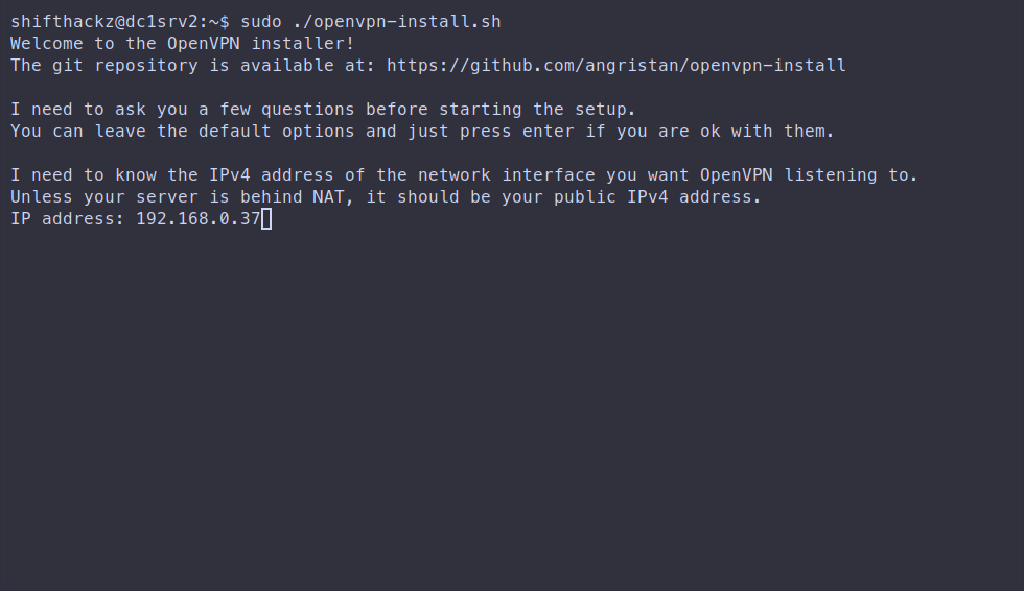 shifthackz@dc1srv2:~$ sudo ./openvpn-install.sh
Welcome to the OpenVPN installer!
The git repository is available at: https://github.com/angristan/openvpn-install
I need to ask you a few questions before starting the setup.
You can leave the default options and just press enter if you are ok with them.
I need to know the IPv4 address of the network interface you want OpenVPN listening to.
Unless your server is behind NAT, it should be your public IPv4 address.
IP address: 192.168.0.37